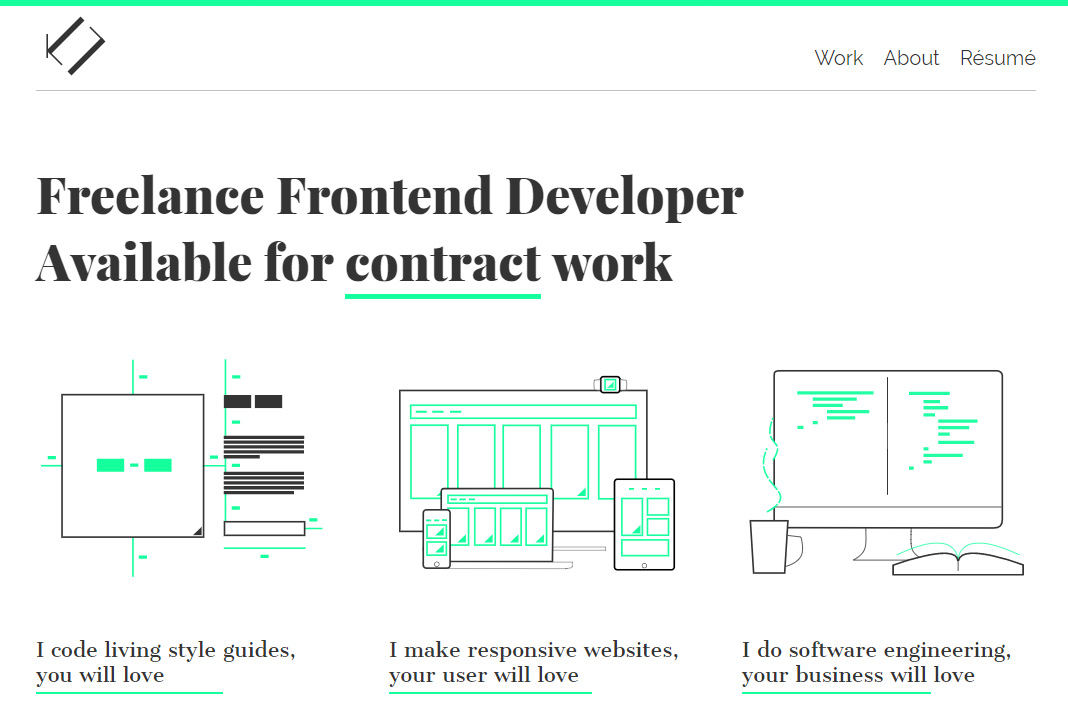 Work About Résumé
Freelance Frontend Developer
Available for contract work
I code living style guides,
you will love
I make responsive websites,
your user will love
I do software engineering,
your business will love